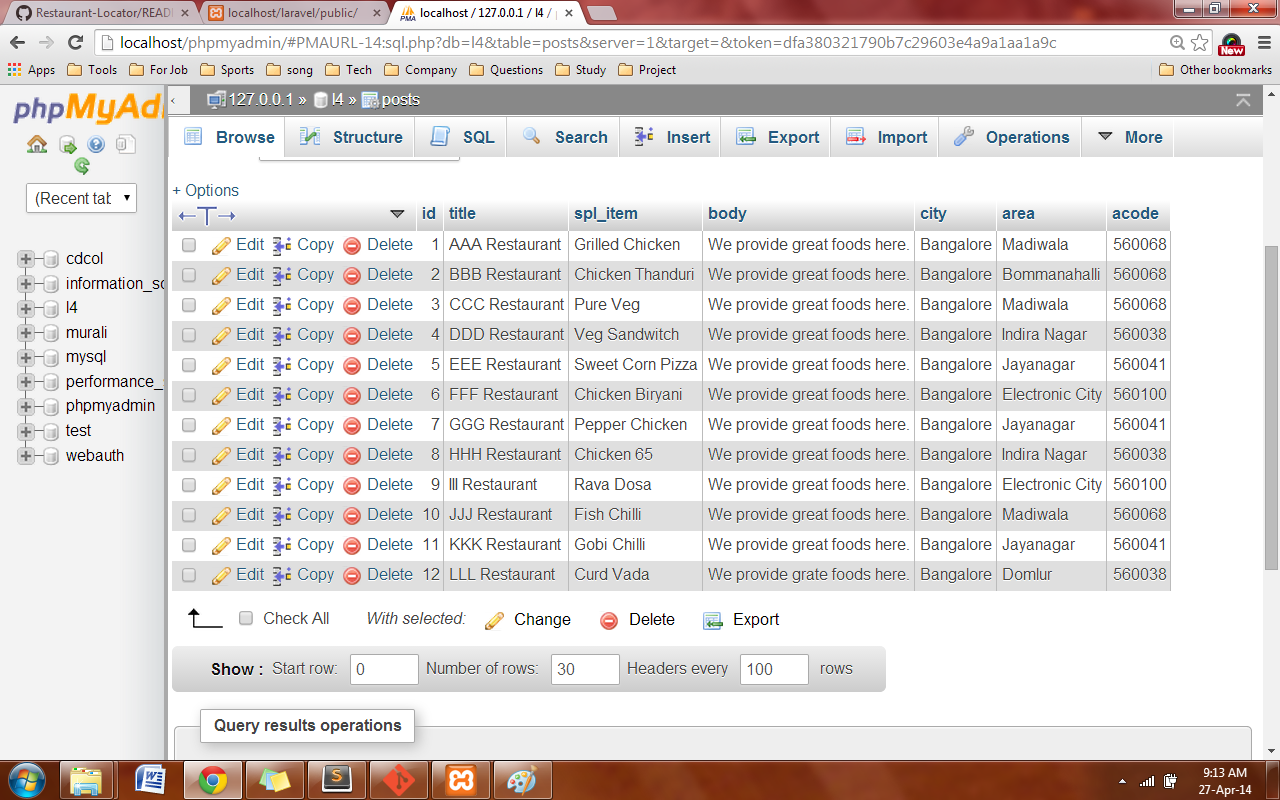 Restaurant-Locator/READ
localhost/laravel/public/
localhost / 127.0.0.1 / l4 /
localhost/phpmyadmin/#PMAURL-14:sql.php?db=l4&table=posts&server=1&target=&token=dfa380321790b7c29603e4a9a1aa1a9c
New
Apps Tools For Job Sports song Tech Company Questions Study Project Other bookmarks
phpMyAd
127.0.0.1 » l4 » posts
Browse Structure SQL Search Insert Export Import Operations More
(Recent tab
cdcol
information_sc
l4
murali
mysql
performance_
phpmyadmin
test
webauth
+ Options
←T→ id title spl_item body city area acode
Edit Copy Delete 1 AAA Restaurant Grilled Chicken We provide great foods here. Bangalore Madiwala 560068
Edit Copy Delete 2 BBB Restaurant Chicken Thanduri We provide great foods here. Bangalore Bommanahalli 560068
Edit Copy Delete 3 CCC Restaurant Pure Veg We provide great foods here. Bangalore Madiwala 560068
Edit Copy Delete 4 DDD Restaurant Veg Sandwitch We provide great foods here. Bangalore Indira Nagar 560038
Edit Copy Delete 5 EEE Restaurant Sweet Corn Pizza We provide great foods here. Bangalore Jayanagar 560041
Edit Copy Delete 6 FFF Restaurant Chicken Biryani We provide great foods here. Bangalore Electronic City 560100
Edit Copy Delete 7 GGG Restaurant Pepper Chicken We provide great foods here. Bangalore Jayanagar 560041
Edit Copy Delete 8 HHH Restaurant Chicken 65 We provide great foods here. Bangalore Indira Nagar 560038
Edit Copy Delete 9 III Restaurant Rava Dosa We provide great foods here. Bangalore Electronic City 560100
Edit Copy Delete 10 JJJ Restaurant Fish Chilli We provide great foods here. Bangalore Madiwala 560068
Edit Copy Delete 11 KKK Restaurant Gobi Chilli We provide great foods here. Bangalore Jayanagar 560041
Edit Copy Delete 12 LLL Restaurant Curd Vada We provide grate foods here. Bangalore Domlur 560038
Check All With selected: Change Delete Export
Show : Start row: 0 Number of rows: 30 Headers every 100 rows
Query results operations
9:13 AM
27-Apr-14